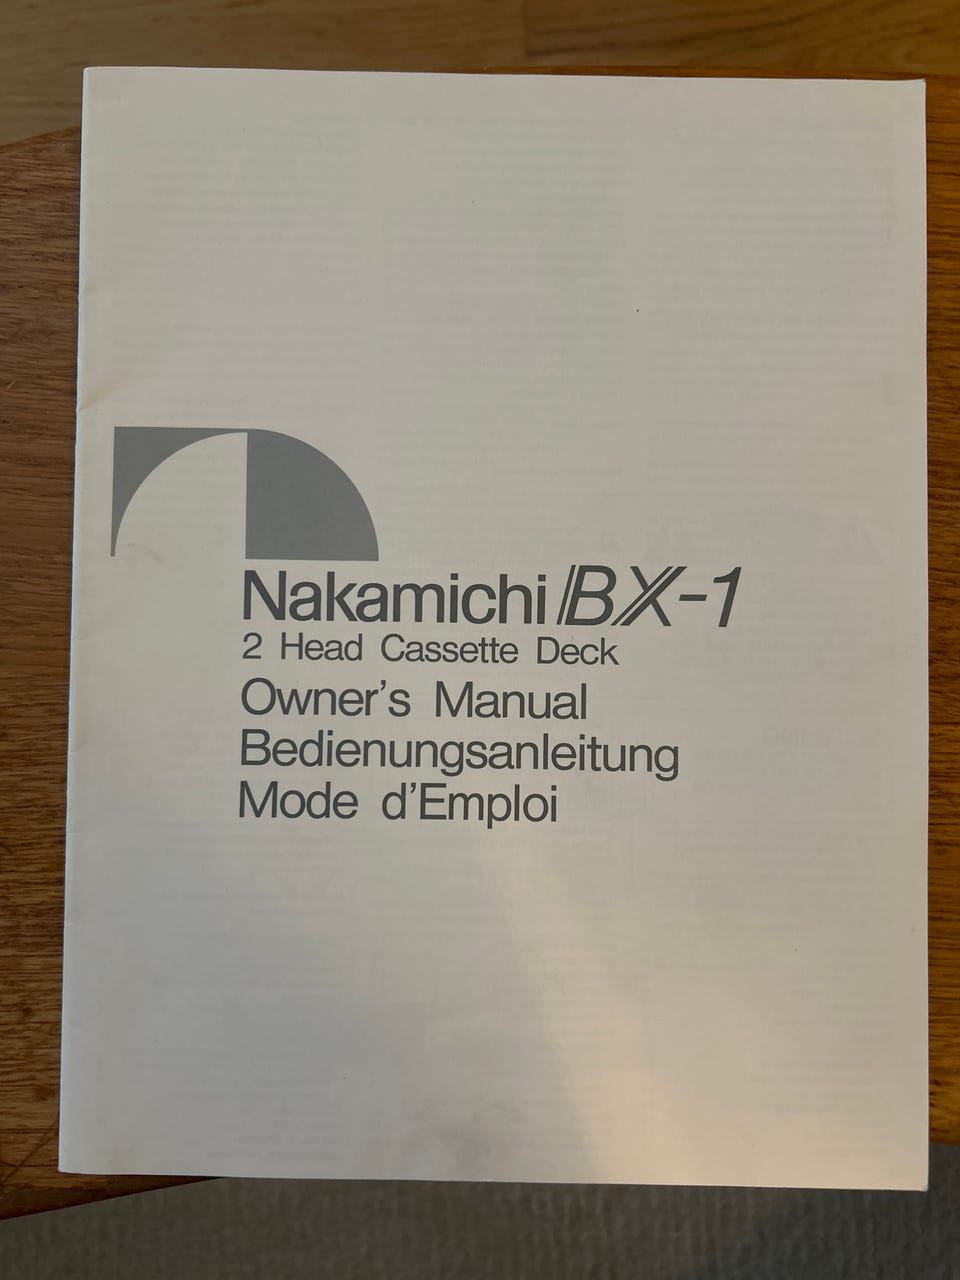 Nakamichi BX-1
2 Head Cassette Deck
Owner's Manual
Bedienungsanleitung
Mode d'Emploi